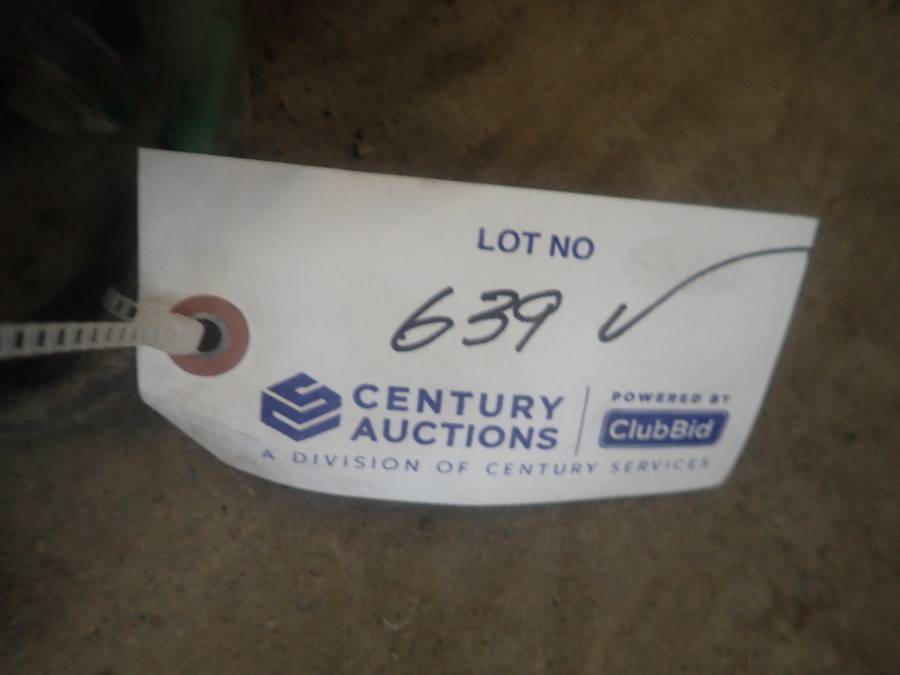 LOT NO
639 ✓
CENTURY
AUCTIONS
A DIVISION OF CENTURY SERVICES
POWERED BY
ClubBid